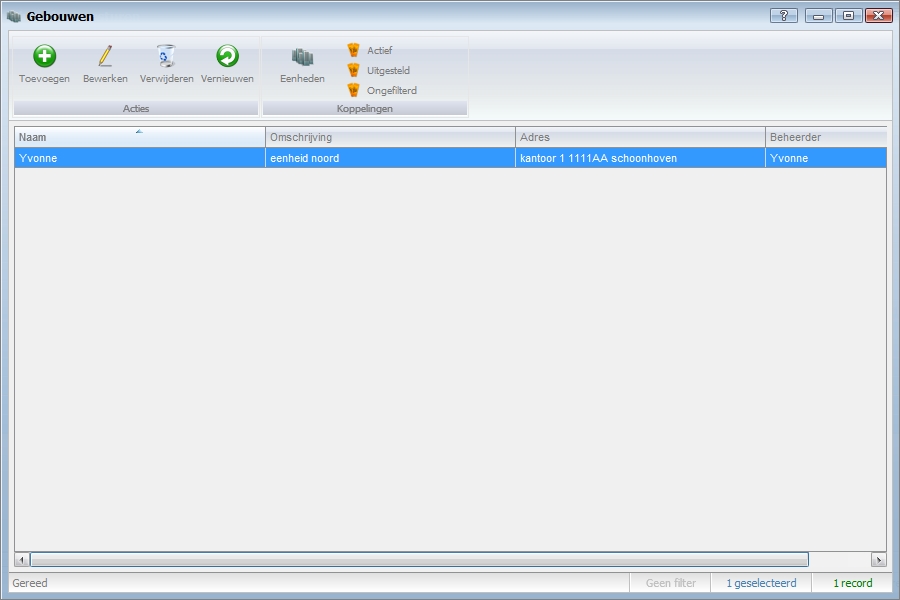 Gebouwen
?
Toevoegen Bewerken Verwijderen Vernieuwen Eenheden
Actief
Uitgesteld
Ongefilterd
Acties Koppelingen
Naam Omschrijving Adres Beheerder
Yvonne eenheid noord kantoor 1 1111AA schoonhoven Yvonne
Gereed Geen filter 1 geselecteerd 1 record